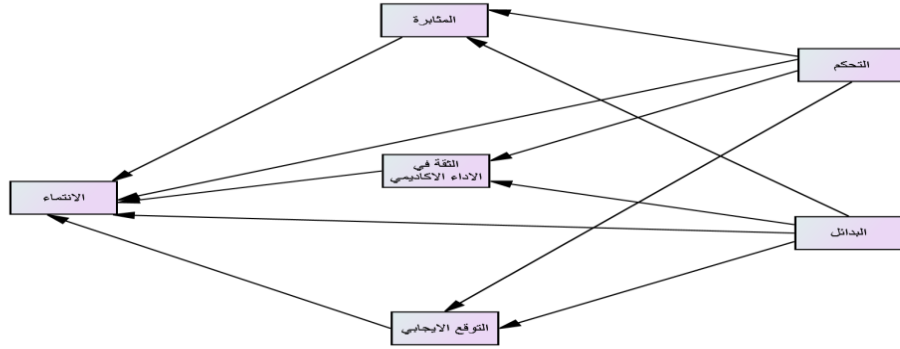 المثابرة
التحكم
الثقة في
الاداء الاكاديمي
الانتماء
البدائل
التوقع الايجابي